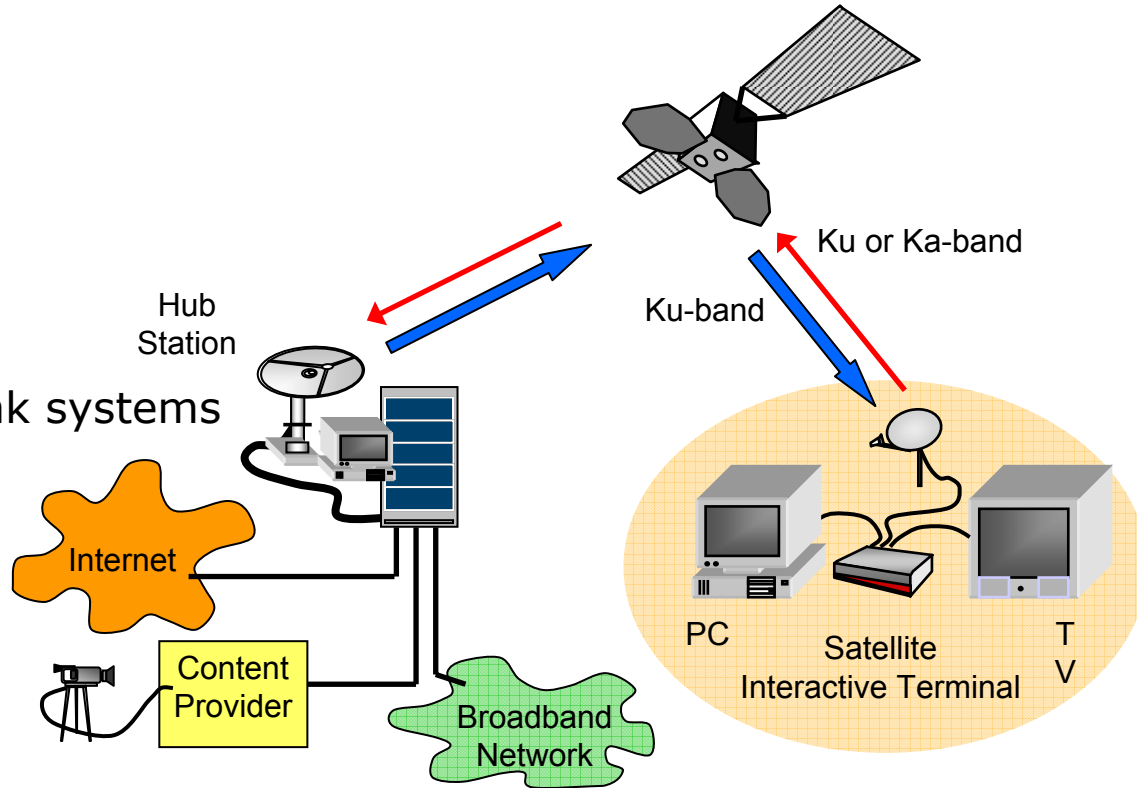 Ku or Ka-band
Ku-band
Hub
Station
systems
Internet
Content
Provider
Broadband
Network
PC
Satellite
Interactive Terminal
T
V